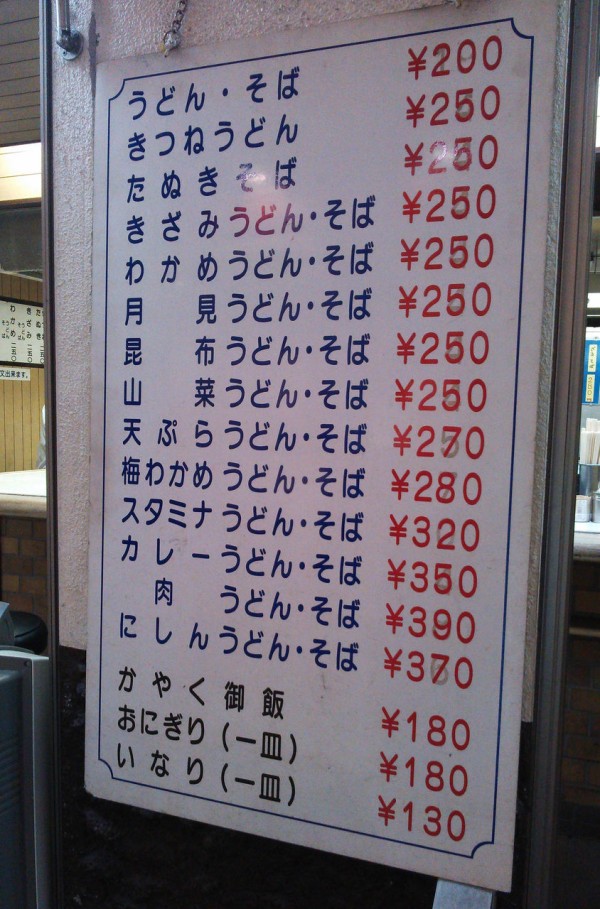 うどん・そば ¥200
きつねうどん ¥250
たぬきそば ¥250
きざみうどん・そば ¥250
わかめうどん・そば ¥250
月見うどん・そば ¥250
昆布うどん・そば ¥250
山菜うどん・そば ¥250
天ぷらうどん・そば ¥270
梅わかめうどん・そば ¥280
スタミナうどん・そば ¥320
カレーうどん・そば ¥350
肉うどん・そば ¥390
にしんうどん・そば ¥370
かやく御飯 ¥180
おにぎり(一皿) ¥180
いなり(一皿) ¥130
文出来ます。